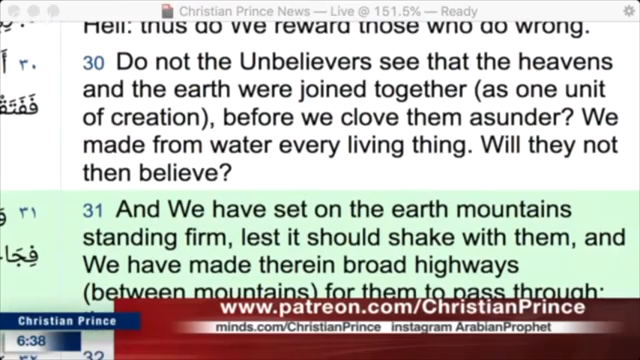 Christian Prince News — Live @ 151.5% — Ready
Hell: thus do We reward those who do wrong.
30 Do not the Unbelievers see that the heavens
and the earth were joined together (as one unit
of creation), before we clove them asunder? We
made from water every living thing. Will they not
then believe?
٣٠
31 And We have set on the earth mountains
standing firm, lest it should shake with them, and
We have made therein broad highways
(between mountains) for them to pass through:
٣١
www.patreon.com/ChristianPrince
Christian Prince
minds.com/ChristianPrince instagram ArabianProphet
6:38
32